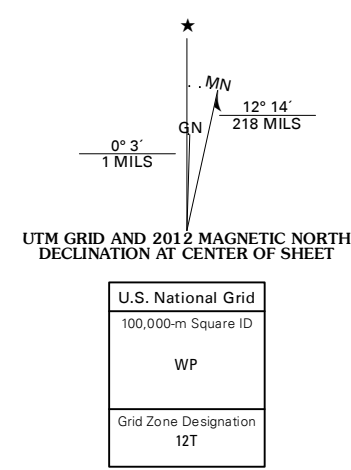 ★
MN
GN
12° 14´
218 MILS
0° 3´
1 MILS
UTM GRID AND 2012 MAGNETIC NORTH
DECLINATION AT CENTER OF SHEET
U.S. National Grid
100,000-m Square ID
WP
Grid Zone Designation
12T